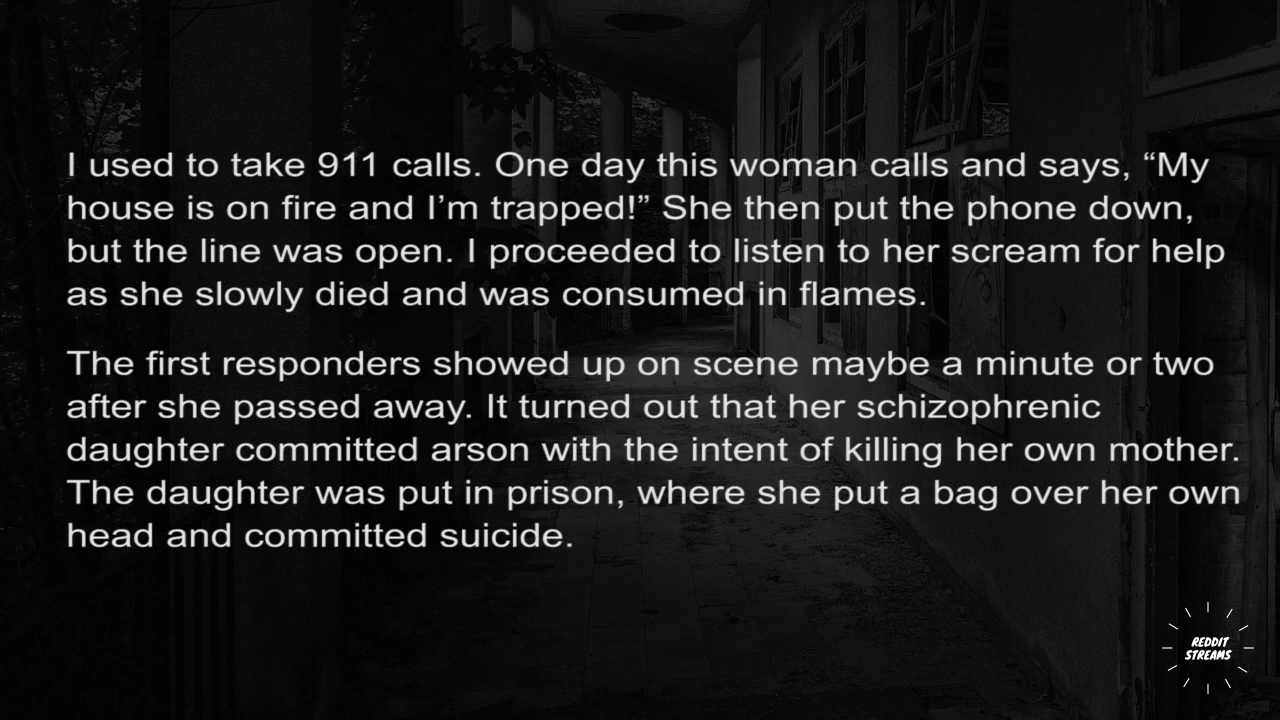 I used to take 911 calls. One day this woman calls and says, “My
house is on fire and I’m trapped!” She then put the phone down,
but the line was open. I proceeded to listen to her scream for help
as she slowly died and was consumed in flames.
The first responders showed up on scene maybe a minute or two
after she passed away. It turned out that her schizophrenic
daughter committed arson with the intent of killing her own mother.
The daughter was put in prison, where she put a bag over her own
head and committed suicide.
REDDIT
STREAMS